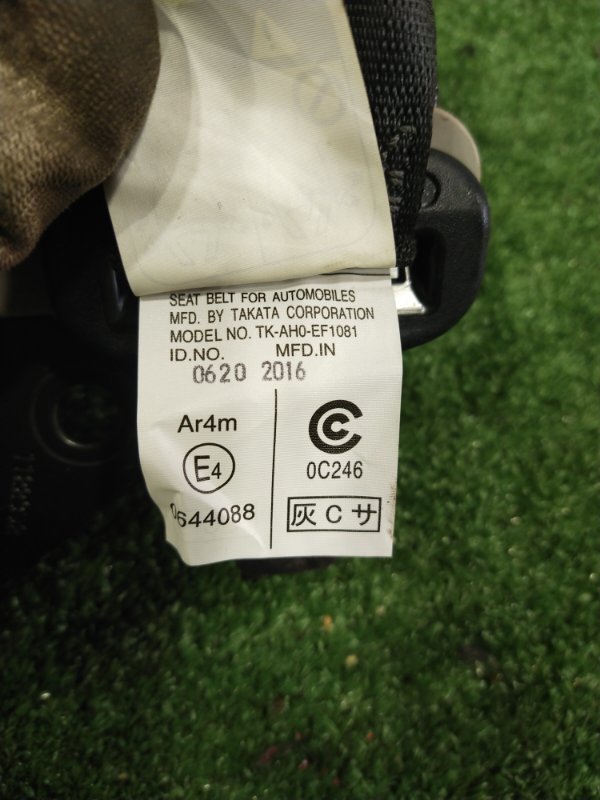 SEAT BELT FOR AUTOMOBILES
MFD. BY TAKATA CORPORATION
MODEL NO. TK-AH0-EF1081
ID.NO. MFD.IN
0620 2016
Ar4m
E4
0644088
C
0C246
灰 C サ